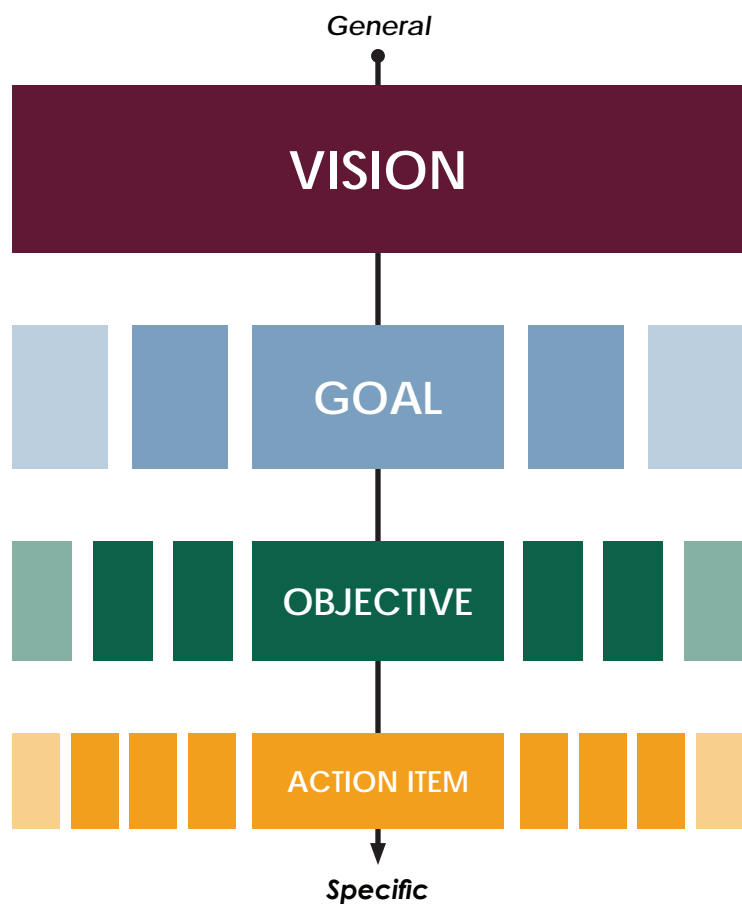 General
VISION
GOAL
OBJECTIVE
ACTION ITEM
Specific